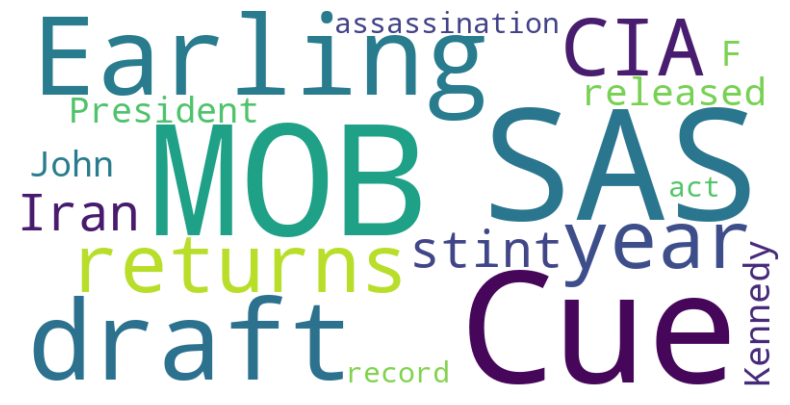 assassination
Earling
CIA
F
released
President
MOB
SAS
John
act
Iran
year
stint
returns
Kennedy
Cue
draft
record